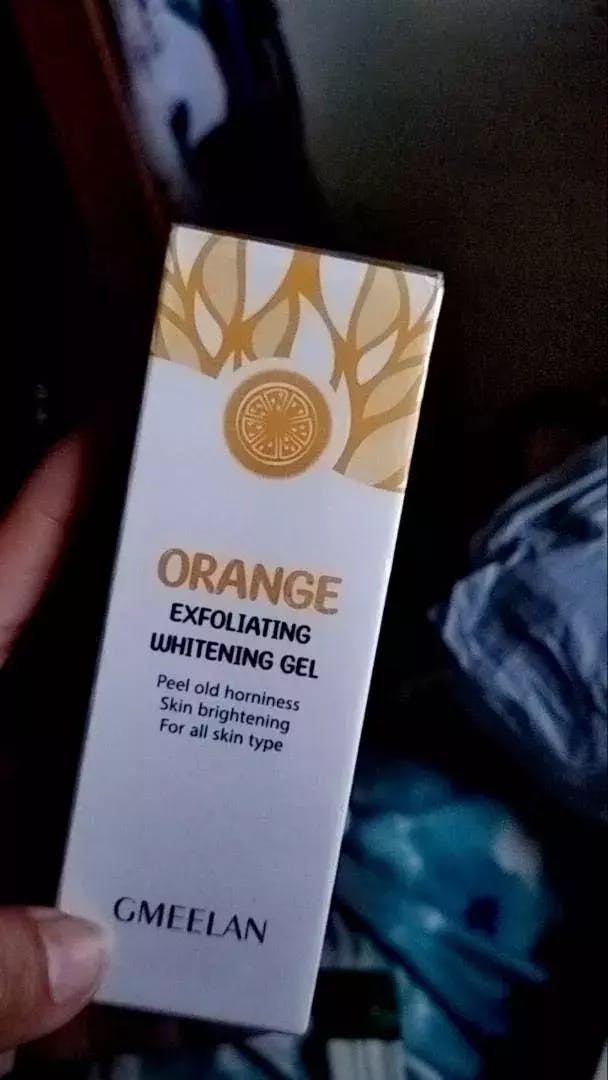 ORANGE
EXFOLIATING
WHITENING GEL
Peel old horniness
Skin brightening
For all skin type
GMEELAN